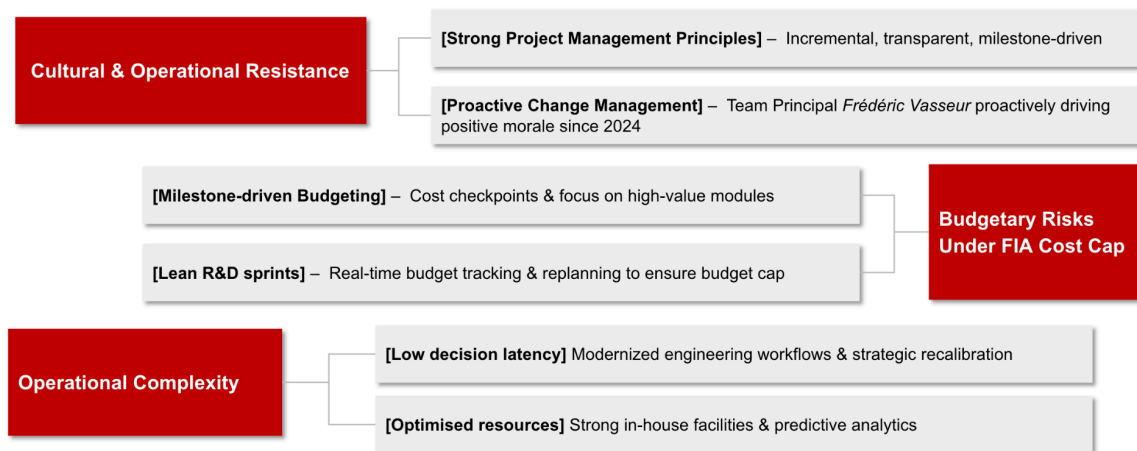 Cultural & Operational Resistance
[Strong Project Management Principles] – Incremental, transparent, milestone-driven
[Proactive Change Management] – Team Principal Frédéric Vasseur proactively driving
positive morale since 2024
[Milestone-driven Budgeting] – Cost checkpoints & focus on high-value modules
[Lean R&D sprints] – Real-time budget tracking & replanning to ensure budget cap
Budgetary Risks
Under FIA Cost Cap
Operational Complexity
[Low decision latency] Modernized engineering workflows & strategic recalibration
[Optimised resources] Strong in-house facilities & predictive analytics